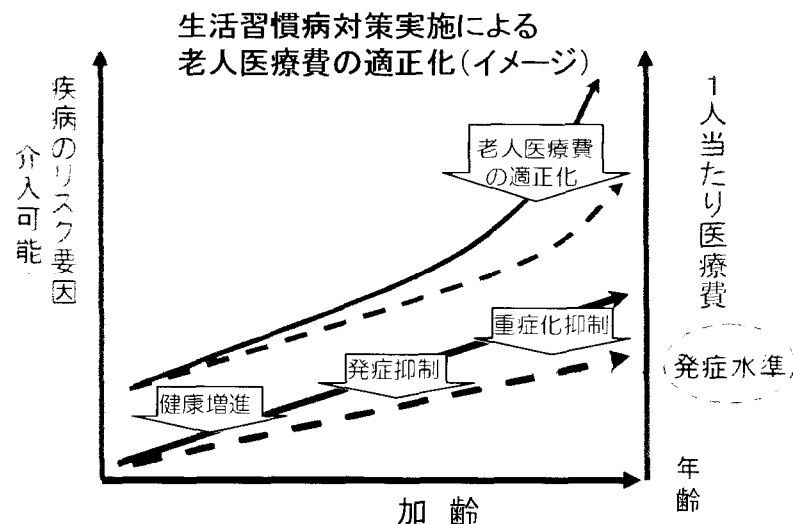 生活習慣病対策実施による
老人医療費の適正化(イメージ)
疾病のリスク要因
介入可能
1人当たり医療費
老人医療費
の適正化
重症化抑制
発症抑制
健康増進
発症水準
年齢
加齢